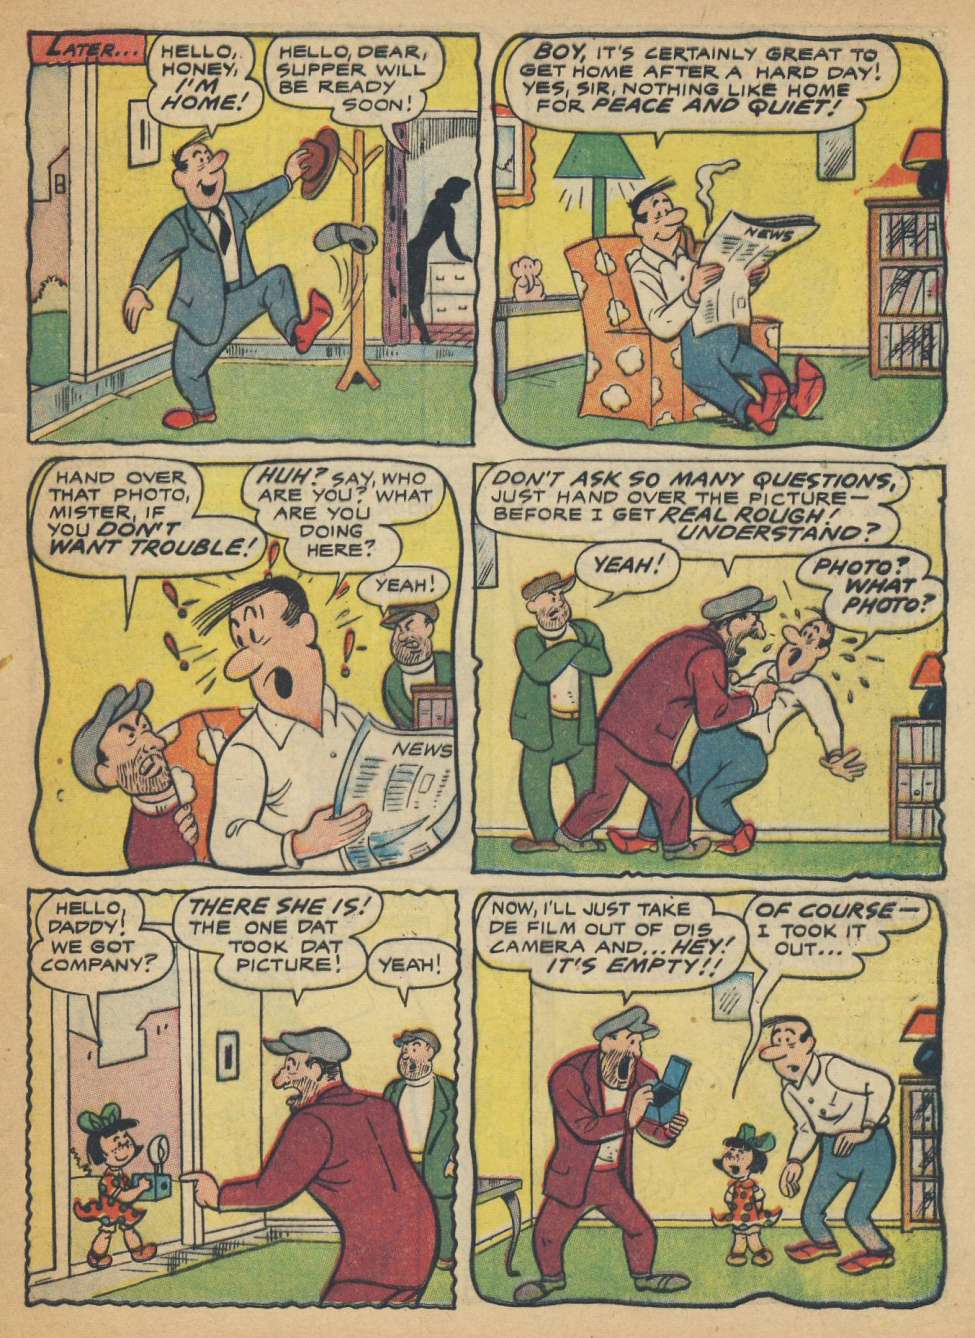 LATER...
HELLO,
HONEY,
I'M
HOME!
HELLO, DEAR,
SUPPER WILL
BE READY
SOON!
BOY, IT'S CERTAINLY GREAT TO
GET HOME AFTER A HARD DAY!
YES, SIR, NOTHING LIKE HOME
FOR PEACE AND QUIET!
NEWS
HAND OVER
THAT PHOTO,
MISTER, IF
YOU DON'T
WANT TROUBLE!
HUH? SAY, WHO
ARE YOU? WHAT
ARE YOU
DOING
HERE?
YEAH!
NEWS
DON'T ASK SO MANY QUESTIONS,
JUST HAND OVER THE PICTURE—
BEFORE I GET REAL ROUGH!
UNDERSTAND?
YEAH!
PHOTO?
WHAT
PHOTO?
HELLO,
DADDY!
WE GOT
COMPANY?
THERE SHE IS!
THE ONE DAT
TOOK DAT
PICTURE!
YEAH!
NOW, I'LL JUST TAKE
DE FILM OUT OF DIS
CAMERA AND... HEY!
IT'S EMPTY!!
OF COURSE—
I TOOK IT
OUT...